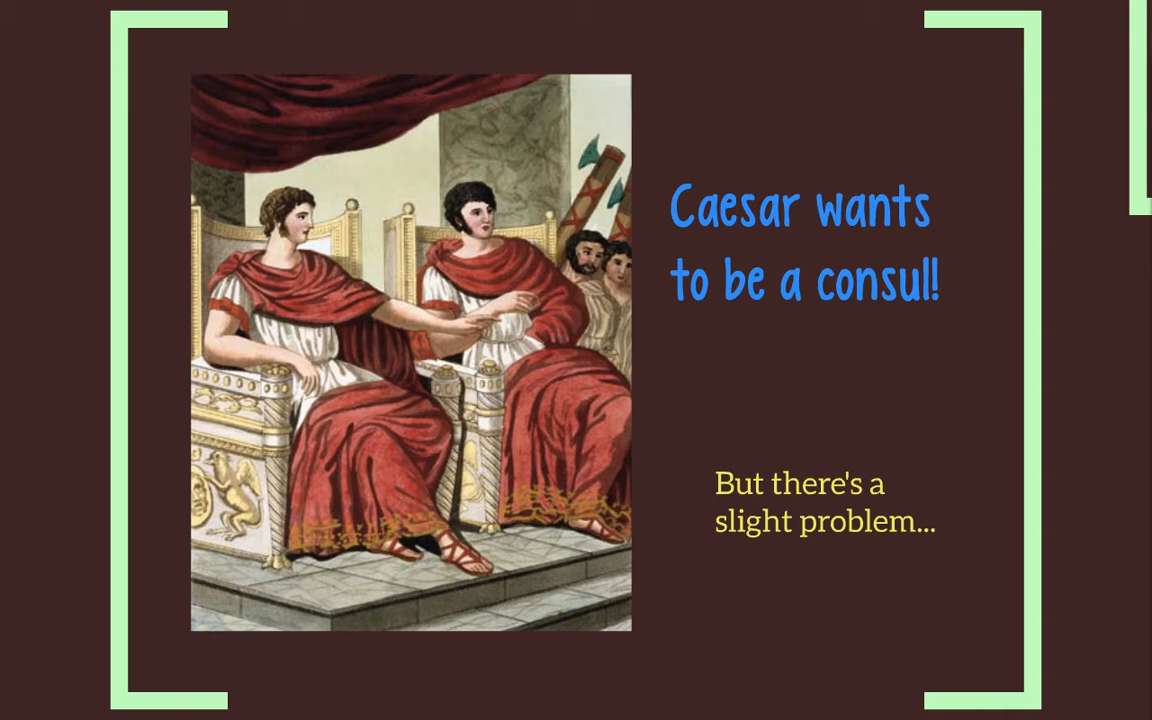 Caesar wants
to be a consul!
But there's a
slight problem...